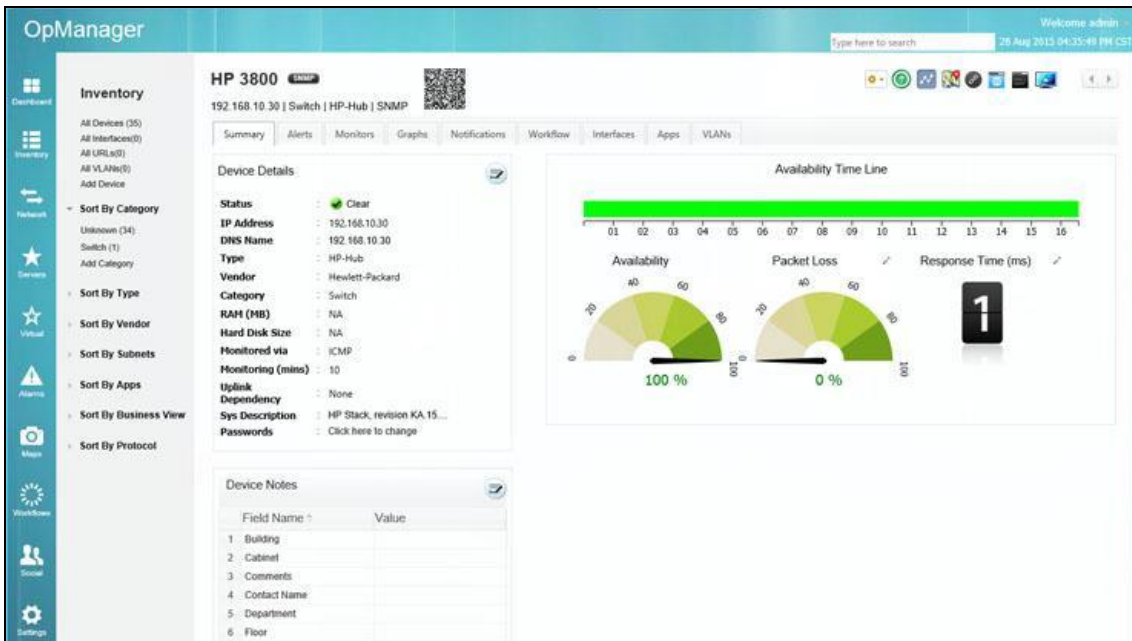 OpManager
Welcome admin
Type here to search
28 Aug 2015 04:35:49 PM CST
Dashboard
Inventory
Network
Servers
Virtual
Alarms
Maps
Workflows
Social
Settings
Inventory
All Devices (35)
All Interfaces(0)
All URLs(0)
All VLANs(0)
Add Device
Sort By Category
Unknown (34)
Switch (1)
Add Category
Sort By Type
Sort By Vendor
Sort By Subnets
Sort By Apps
Sort By Business View
Sort By Protocol
HP 3800 SNMP
192.168.10.30 | Switch | HP-Hub | SNMP
Summary Alerts Monitors Graphs Notifications Workflow Interfaces Apps VLANs
Device Details
Status : Clear
IP Address : 192.168.10.30
DNS Name : 192.168.10.30
Type : HP-Hub
Vendor : Hewlett-Packard
Category : Switch
RAM (MB) : NA
Hard Disk Size : NA
Monitored via : ICMP
Monitoring (mins) : 10
Uplink Dependency : None
Sys Description : HP Stack, revision KA.15....
Passwords : Click here to change
Device Notes
Field Name Value
1 Building
2 Cabinet
3 Comments
4 Contact Name
5 Department
6 Floor
Availability Time Line
01 02 03 04 05 06 07 08 09 10 11 12 13 14 15 16
Availability
0 20 40 60 80 100
100 %
Packet Loss
0 20 40 60 80 100
0 %
Response Time (ms)
1